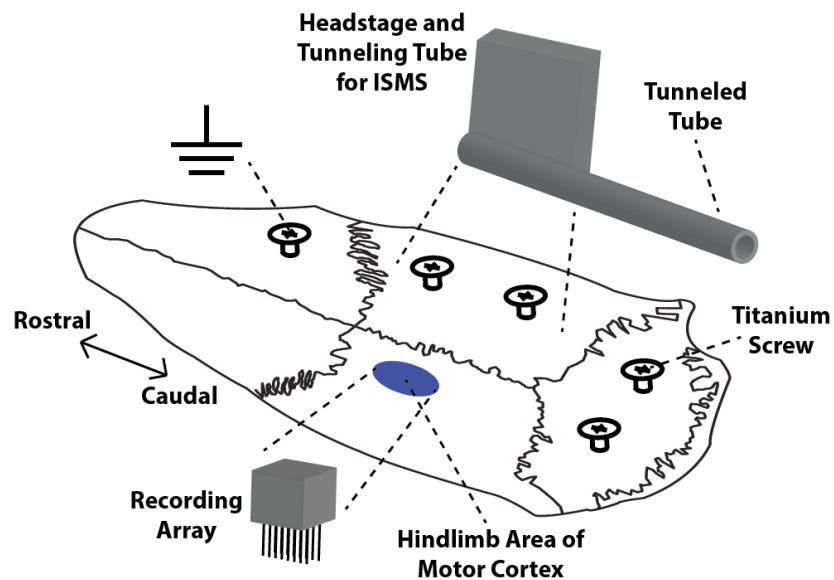 Headstage and
Tunneling Tube
for ISMS
Tunneled
Tube
Rostral
Caudal
Titanium
Screw
Recording
Array
Hindlimb Area of
Motor Cortex